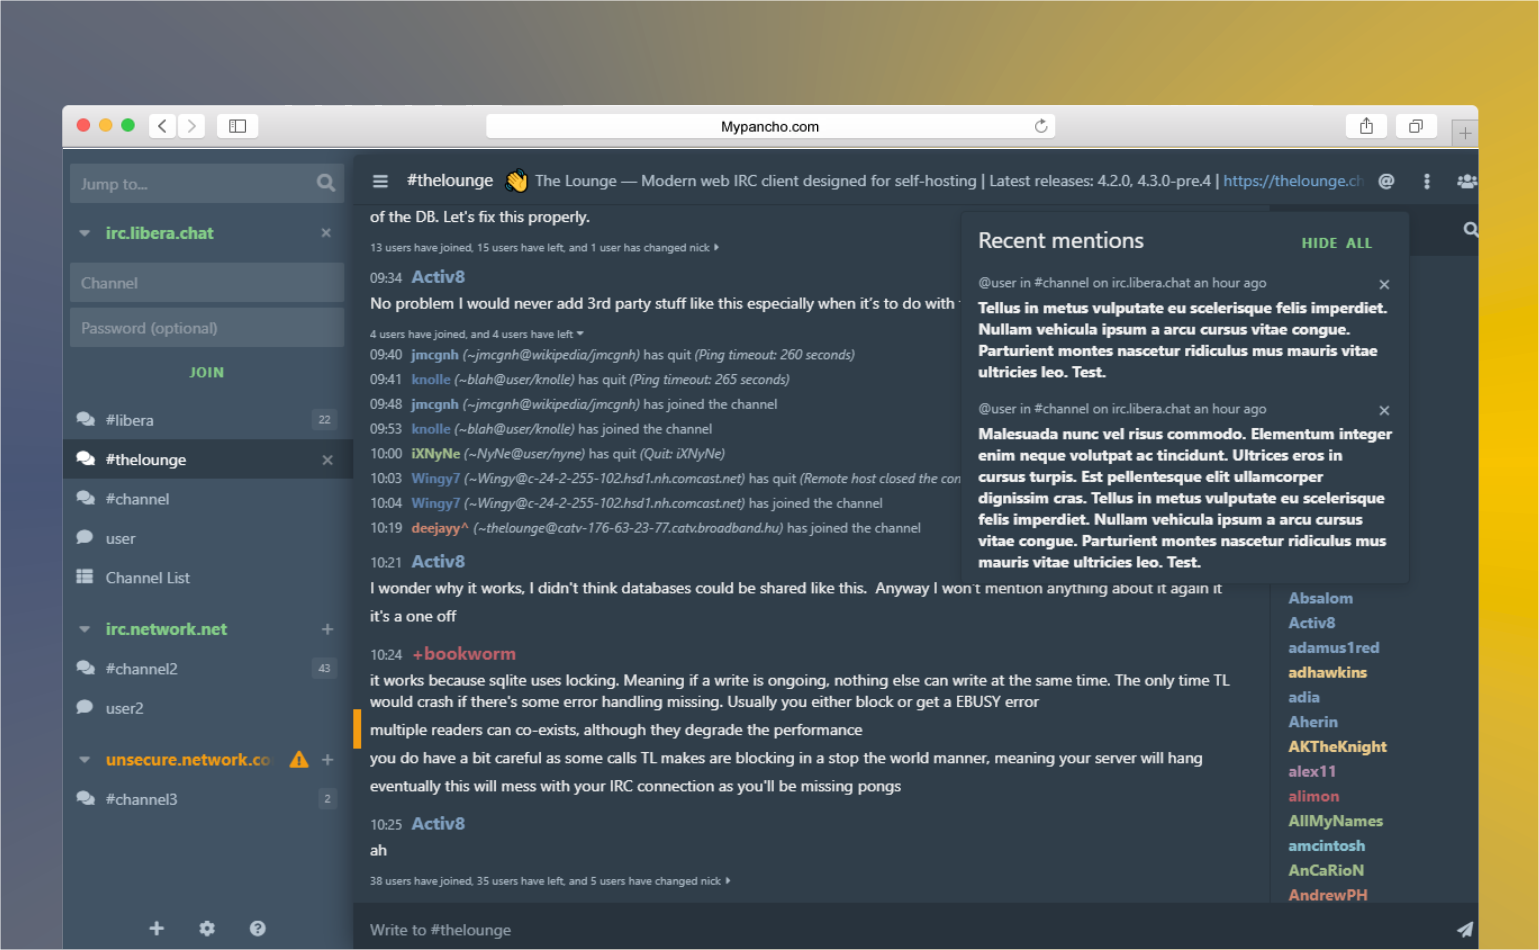 Mypancho.com
Jump to...
irc.libera.chat
Channel
Password (optional)
JOIN
#libera 22
#thelounge
#channel
user
Channel List
irc.network.net
#channel2 43
user2
unsecure.network.co
#channel3 2
#thelounge 👋 The Lounge — Modern web IRC client designed for self-hosting | Latest releases: 4.2.0, 4.3.0-pre.4 | https://thelounge.ch
of the DB. Let's fix this properly.
13 users have joined, 15 users have left, and 1 user has changed nick
09:34 Activ8
No problem I would never add 3rd party stuff like this especially when it's to do with
4 users have joined, and 4 users have left
09:40 jmcgnh (~jmcgnh@wikipedia/jmcgnh) has quit (Ping timeout: 260 seconds)
09:41 knolle (~blah@user/knolle) has quit (Ping timeout: 265 seconds)
09:48 jmcgnh (~jmcgnh@wikipedia/jmcgnh) has joined the channel
09:53 knolle (~blah@user/knolle) has joined the channel
10:00 iXNyNe (~NyNe@user/nyne) has quit (Quit: iXNyNe)
10:03 Wingy7 (~Wingy@c-24-2-255-102.hsd1.nh.comcast.net) has quit (Remote host closed the con
10:04 Wingy7 (~Wingy@c-24-2-255-102.hsd1.nh.comcast.net) has joined the channel
10:19 deejayy^ (~thelounge@catv-176-63-23-77.catv.broadband.hu) has joined the channel
10:21 Activ8
I wonder why it works, I didn't think databases could be shared like this. Anyway I won't mention anything about it again it
it's a one off
10:24 +bookworm
it works because sqlite uses locking. Meaning if a write is ongoing, nothing else can write at the same time. The only time TL
would crash if there's some error handling missing. Usually you either block or get a EBUSY error
multiple readers can co-exists, although they degrade the performance
you do have a bit careful as some calls TL makes are blocking in a stop the world manner, meaning your server will hang
eventually this will mess with your IRC connection as you'll be missing pongs
10:25 Activ8
ah
38 users have joined, 35 users have left, and 5 users have changed nick
Write to #thelounge
Recent mentions
HIDE ALL
@user in #channel on irc.libera.chat an hour ago
Tellus in metus vulputate eu scelerisque felis imperdiet.
Nullam vehicula ipsum a arcu cursus vitae congue.
Parturient montes nascetur ridiculus mus mauris vitae
ultricies leo. Test.
@user in #channel on irc.libera.chat an hour ago
Malesuada nunc vel risus commodo. Elementum integer
enim neque volutpat ac tincidunt. Ultrices eros in
cursus turpis. Est pellentesque elit ullamcorper
dignissim cras. Tellus in metus vulputate eu scelerisque
felis imperdiet. Nullam vehicula ipsum a arcu cursus
vitae congue. Parturient montes nascetur ridiculus mus
mauris vitae ultricies leo. Test.
Absalom
Activ8
adamus1red
adhawkins
adia
Aherin
AKTheKnight
alex11
alimon
AllMyNames
amcintosh
AnCaRioN
AndrewPH